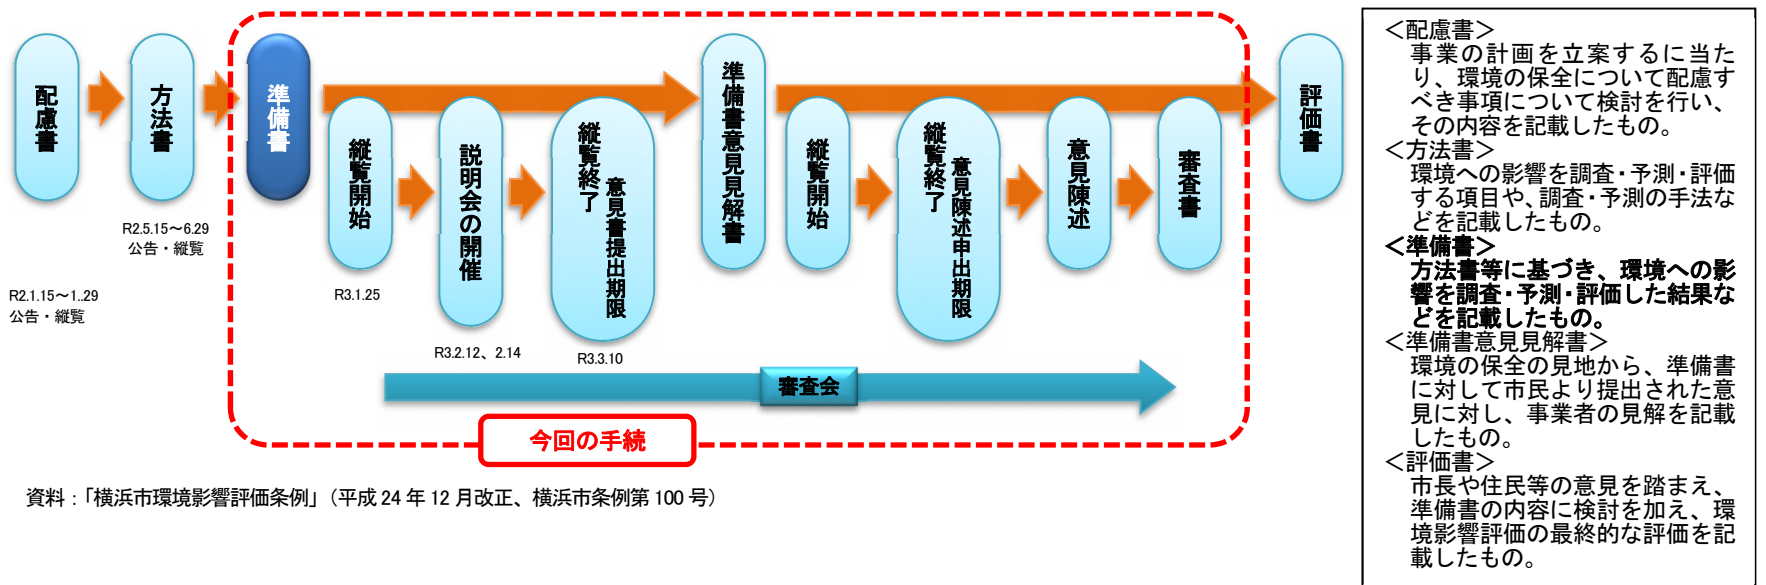 配慮書
方法書
準備書
縦覧開始
説明会の開催
縦覧終了
意見書提出期限
準備書意見見解書
縦覧開始
縦覧終了
意見陳述申出期限
意見陳述
審査書
評価書
R2.1.15～1..29
公告・縦覧
R2.5.15～6.29
公告・縦覧
R3.1.25
R3.2.12、2.14
R3.3.10
審査会
今回の手続
資料：「横浜市環境影響評価条例」（平成 24 年 12 月改正、横浜市条例第 100 号）
＜配慮書＞
事業の計画を立案するに当た
り、環境の保全について配慮す
べき事項について検討を行い、
その内容を記載したもの。
＜方法書＞
環境への影響を調査・予測・評価
する項目や、調査・予測の手法な
どを記載したもの。
＜準備書＞
方法書等に基づき、環境への影
響を調査・予測・評価した結果な
どを記載したもの。
＜準備書意見見解書＞
環境の保全の見地から、準備書
に対して市民より提出された意
見に対し、事業者の見解を記載
したもの。
＜評価書＞
市長や住民等の意見を踏まえ、
準備書の内容に検討を加え、環
境影響評価の最終的な評価を記
載したもの。